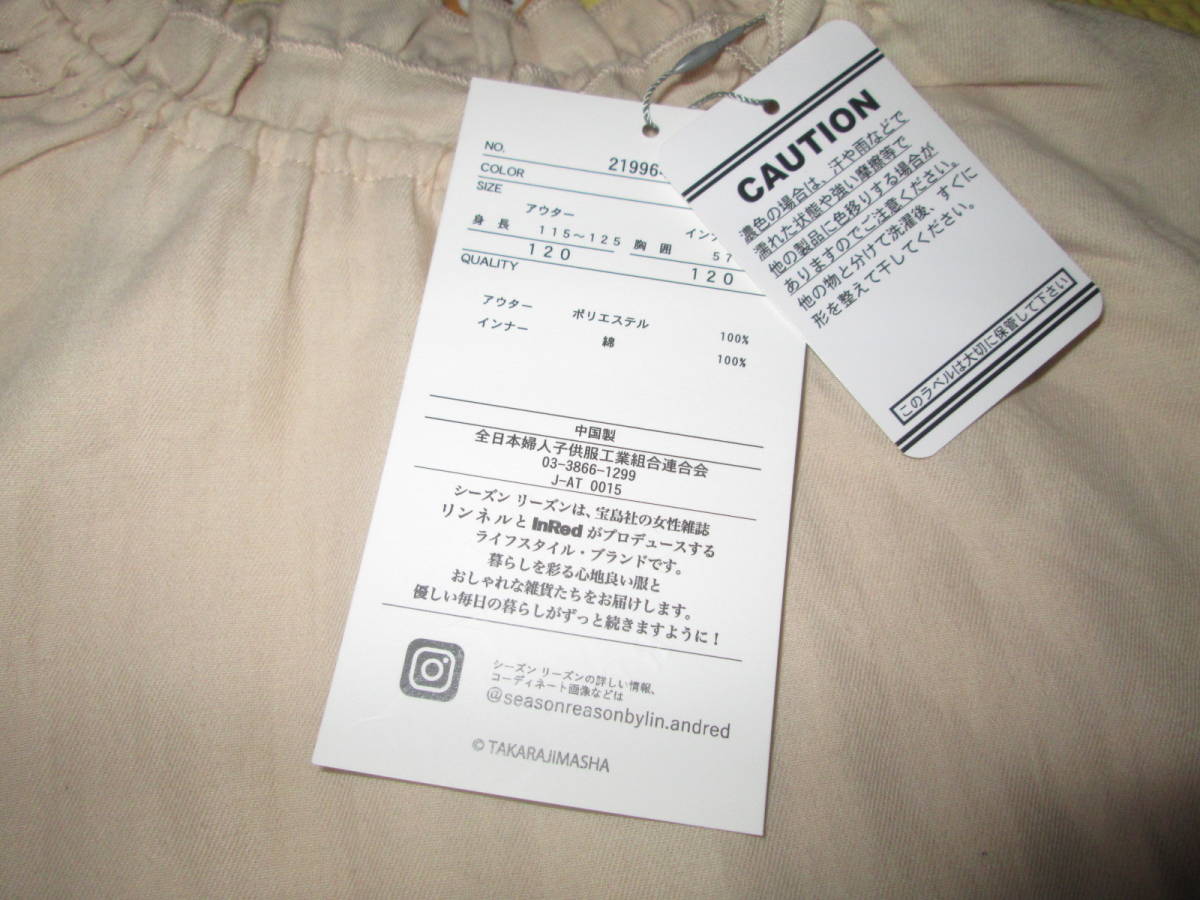 NO. 21996
COLOR
SIZE
アウター
身長 115～125 胸囲 57
120 120
QUALITY
アウター ポリエステル 100%
インナー 綿 100%
中国製
全日本婦人子供服工業組合連合会
03-3866-1299
J-AT 0015
シーズン リーズンは、宝島社の女性雑誌
リンネルと InRed がプロデュースする
ライフスタイル・ブランドです。
暮らしを彩る心地良い服と
おしゃれな雑貨たちをお届けします。
優しい毎日の暮らしがずっと続きますように！
シーズン リーズンの詳しい情報、
コーディネート画像などは
@seasonreasonbylin.andred
© TAKARAJIMASHA
CAUTION
濃色の場合は、汗や雨などで
濡れた状態や強い摩擦等で
他の製品に色移りする場合が
ありますのでご注意ください。
他の物と分けて洗濯後、すぐに
形を整えて干してください。
このラベルは大切に保管して下さい